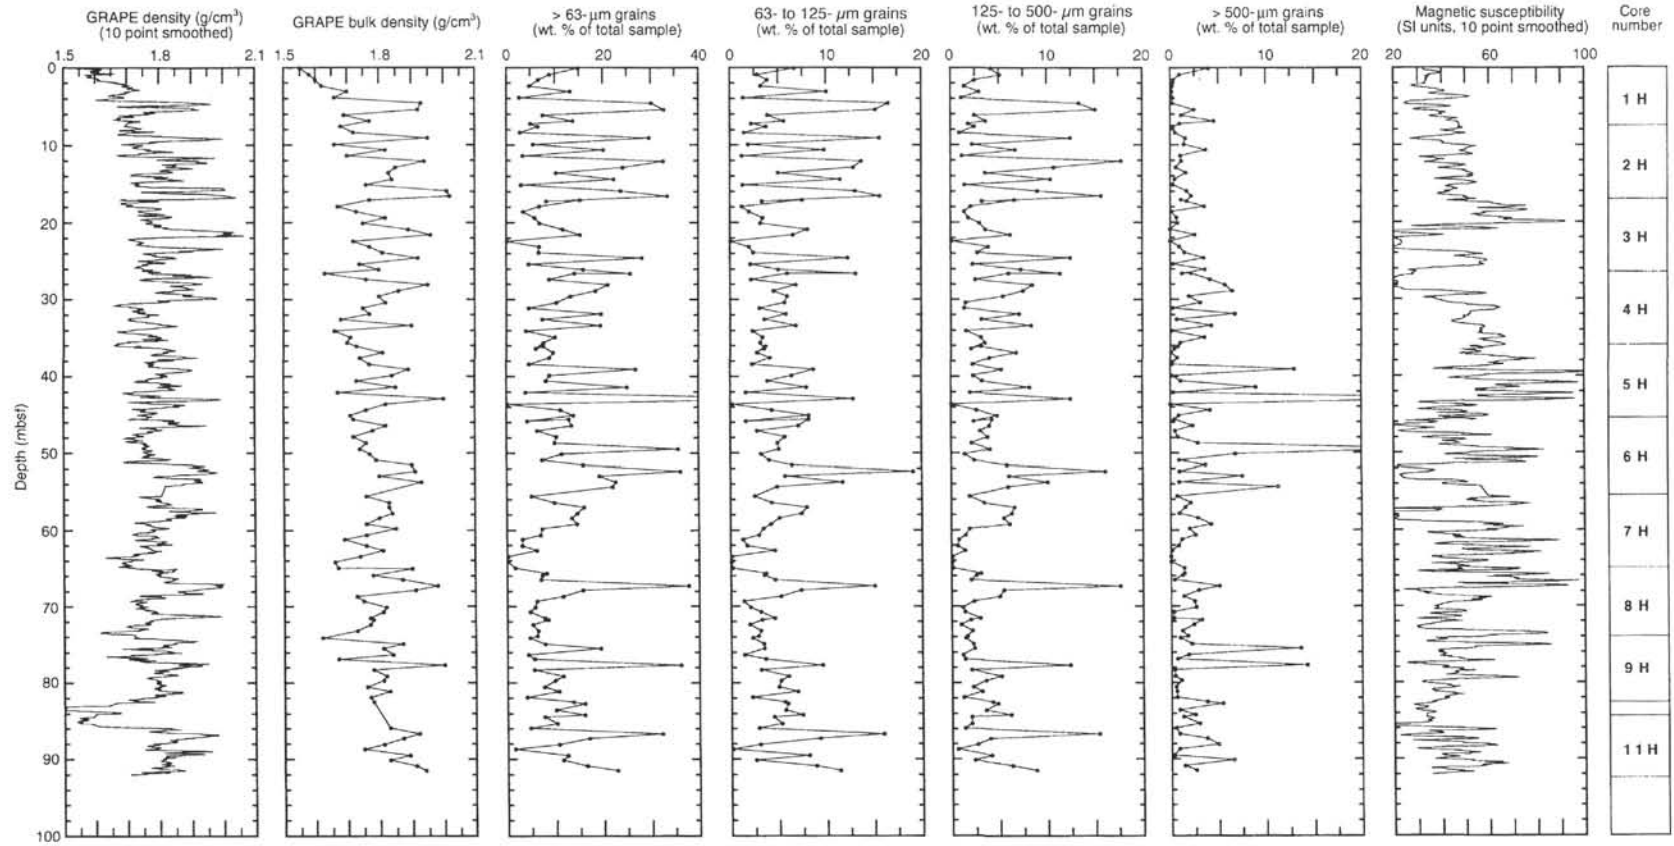 GRAPE density (g/cm³)
(10 point smoothed)
1.5 1.8 2.1
GRAPE bulk density (g/cm³)
1.5 1.8 2.1
> 63-µm grains
(wt. % of total sample)
0 20 40
63- to 125- µm grains
(wt. % of total sample)
0 10 20
125- to 500- µm grains
(wt. % of total sample)
0 10 20
> 500-µm grains
(wt. % of total sample)
0 10 20
Magnetic susceptibility
(SI units, 10 point smoothed)
20 60 100
Core
number
Depth (mbsf)
0
10
20
30
40
50
60
70
80
90
100
1 H
2 H
3 H
4 H
5 H
6 H
7 H
8 H
9 H
11H